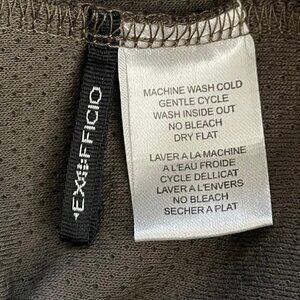 EX OFFICIO
MACHINE WASH COLD
GENTLE CYCLE
WASH INSIDE OUT
NO BLEACH
DRY FLAT
LAVER A LA MACHINE
A L'EAU FROIDE
CYCLE DELLICAT
LAVER A L'ENVERS
NO BLEACH
SECHER A PLAT